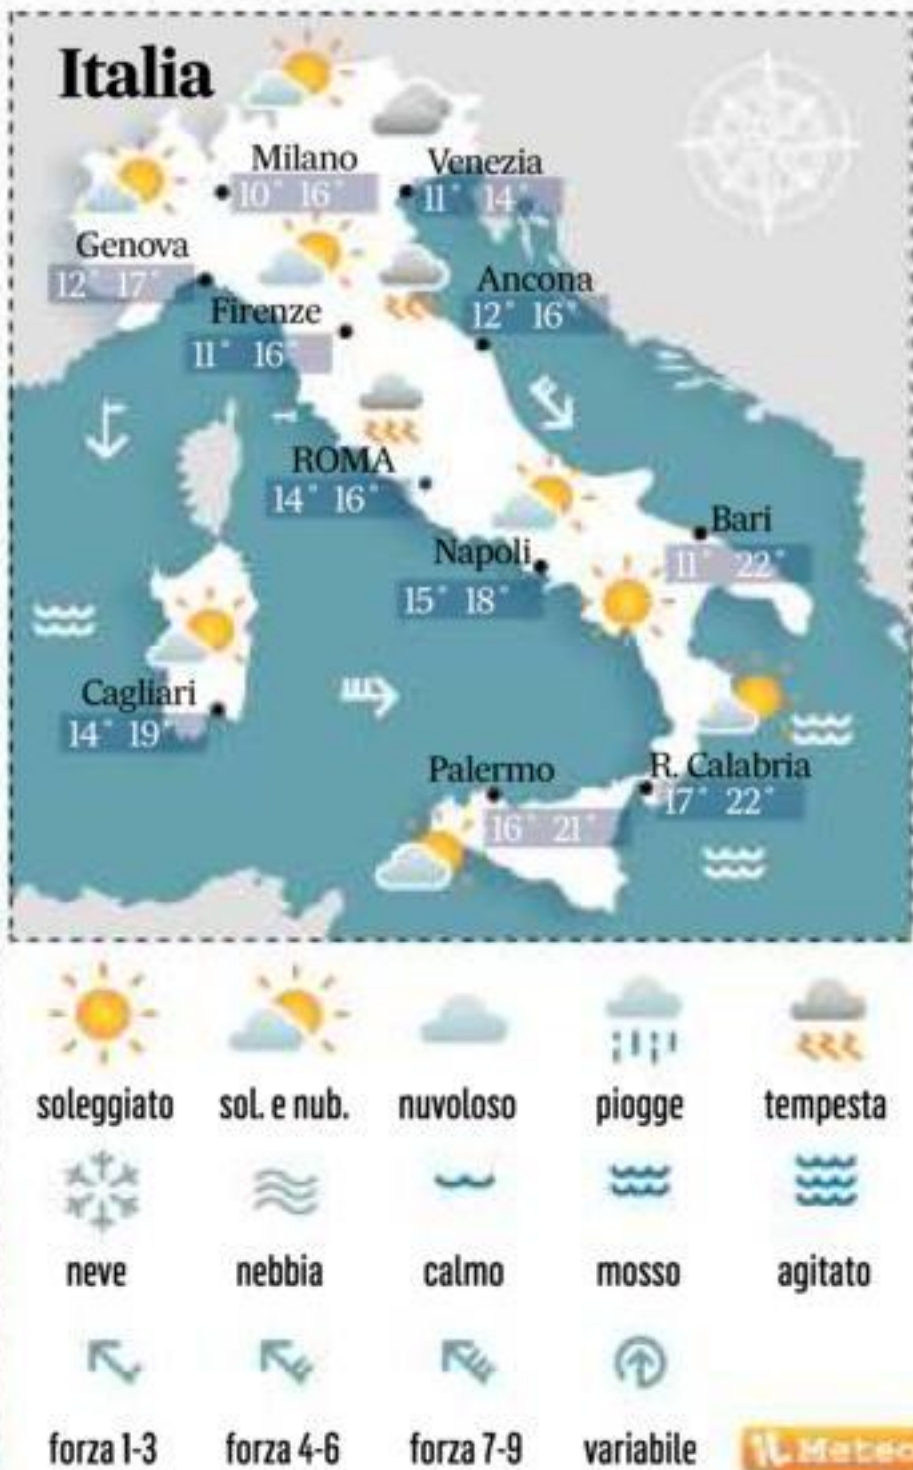 Italia
Milano
10° 16°
Venezia
11° 14°
Genova
12° 17°
Ancona
12° 16°
Firenze
11° 16°
ROMA
14° 16°
Bari
11° 22°
Napoli
15° 18°
Cagliari
14° 19°
Palermo
16° 21°
R. Calabria
17° 22°
soleggiato
sol. e nub.
nuvoloso
piogge
tempesta
neve
nebbia
calmo
mosso
agitato
forza 1-3
forza 4-6
forza 7-9
variabile
iL Meteo